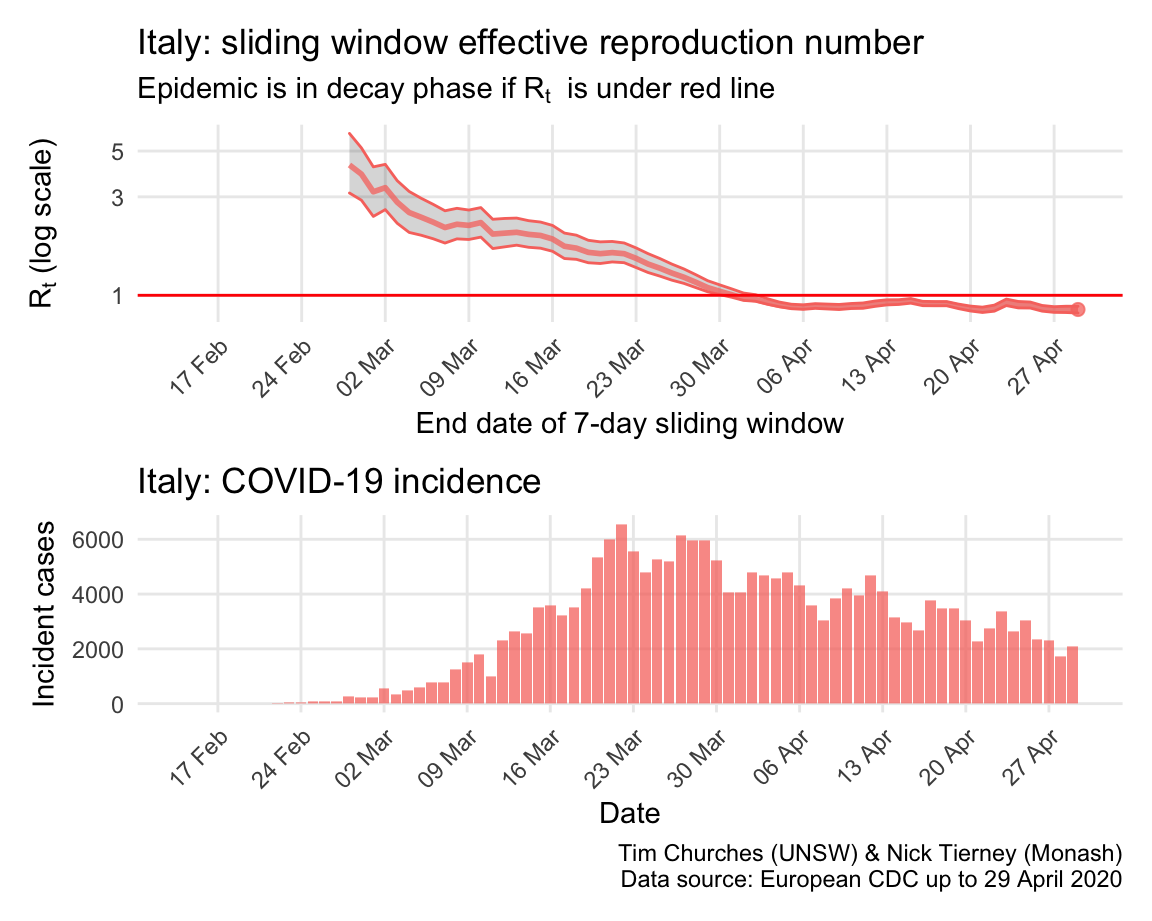 Italy: sliding window effective reproduction number
Epidemic is in decay phase if Rt is under red line
Rt (log scale)
5
3
1
17 Feb
24 Feb
02 Mar
09 Mar
16 Mar
23 Mar
30 Mar
06 Apr
13 Apr
20 Apr
27 Apr
End date of 7-day sliding window
Italy: COVID-19 incidence
Incident cases
6000
4000
2000
0
17 Feb
24 Feb
02 Mar
09 Mar
16 Mar
23 Mar
30 Mar
06 Apr
13 Apr
20 Apr
27 Apr
Date
Tim Churches (UNSW) & Nick Tierney (Monash)
Data source: European CDC up to 29 April 2020